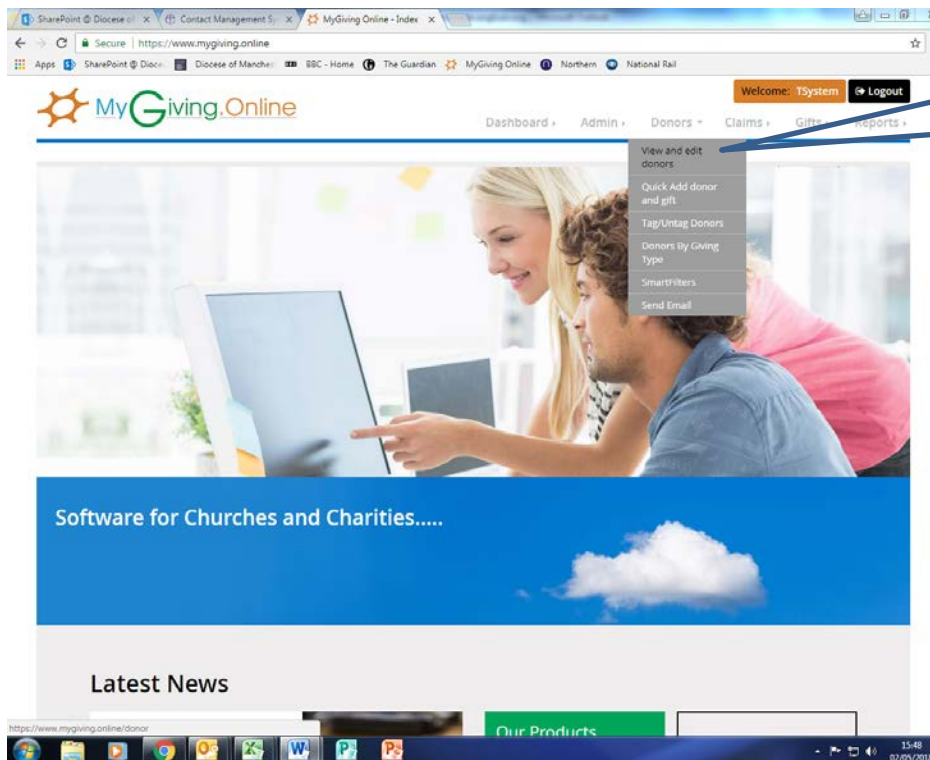 SharePoint @ Diocese of
Contact Management Sy
MyGiving Online - Index
Secure | https://www.mygiving.online
Apps
SharePoint @ Dioce
Diocese of Manche
BBC - Home
The Guardian
MyGiving Online
Northern
National Rail
Welcome: TSystem
Logout
MyGiving.Online
Dashboard
Admin
Donors
Claims
Gifts
Reports
View and edit
donors
Quick Add donor
and gift
Tag/Untag Donors
Donors By Giving
Type
SmartFilters
Send Email
Software for Churches and Charities.....
Latest News
Our Products
https://www.mygiving.online/donor
15:48